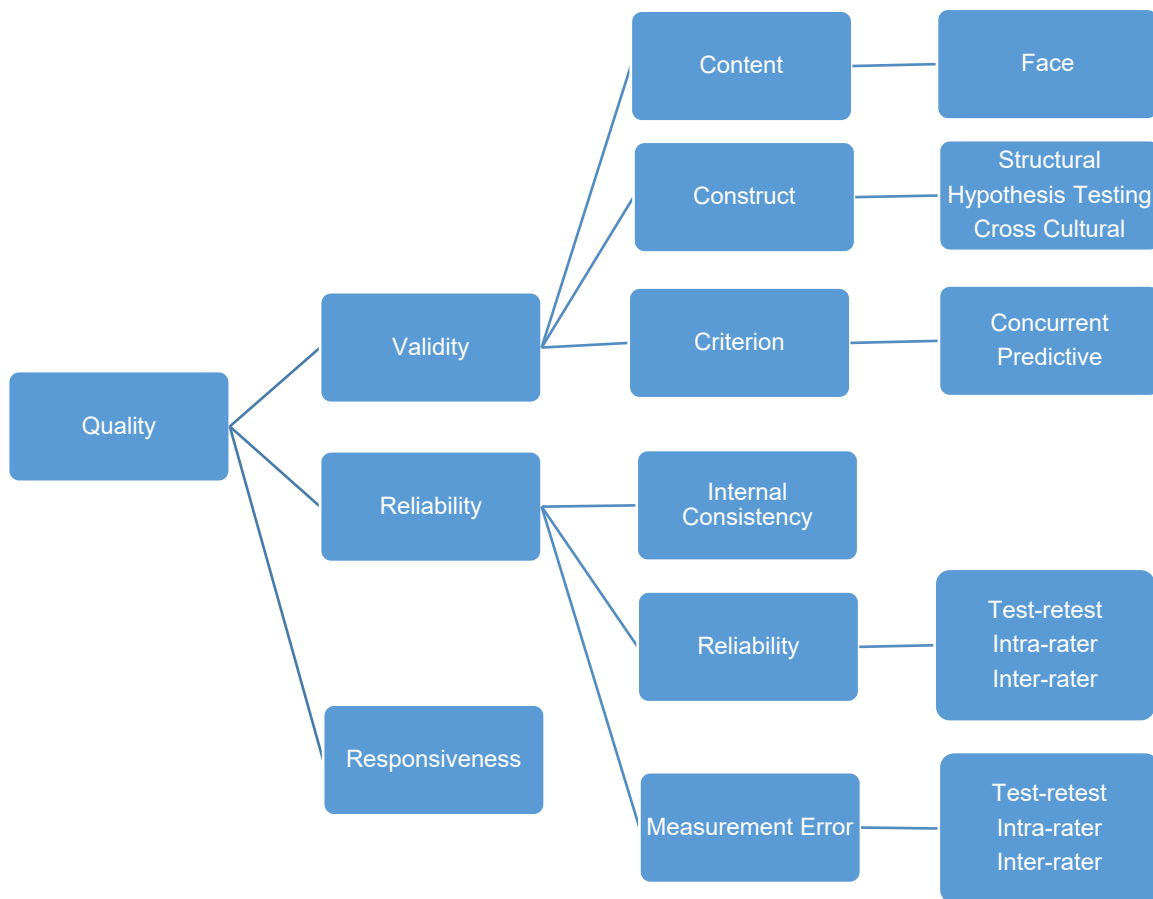 Content
Face
Construct
Structural
Hypothesis Testing
Cross Cultural
Validity
Criterion
Concurrent
Predictive
Quality
Reliability
Internal
Consistency
Reliability
Test-retest
Intra-rater
Inter-rater
Responsiveness
Measurement Error
Test-retest
Intra-rater
Inter-rater